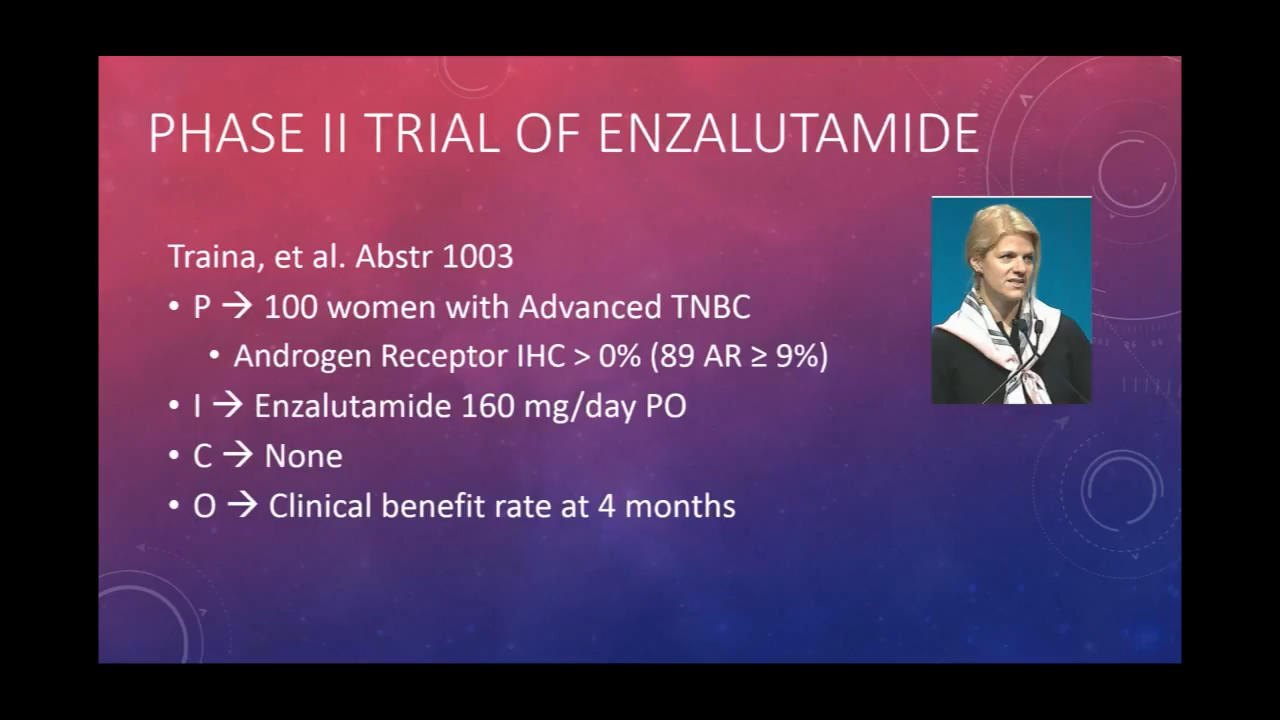 PHASE II TRIAL OF ENZALUTAMIDE
Traina, et al. Abstr 1003
• P → 100 women with Advanced TNBC
• Androgen Receptor IHC > 0% (89 AR ≥ 9%)
• I → Enzalutamide 160 mg/day PO
• C → None
• O → Clinical benefit rate at 4 months